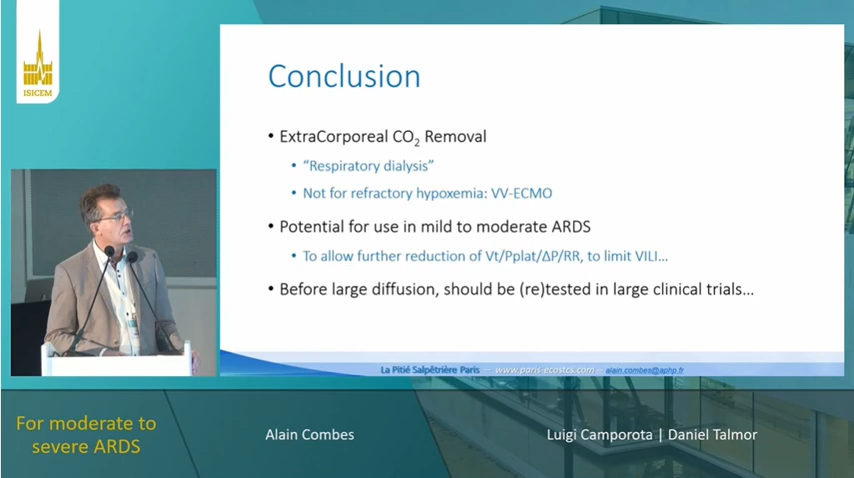 ISICEM
Conclusion
• ExtraCorporeal CO₂ Removal
• “Respiratory dialysis”
• Not for refractory hypoxemia: VV-ECMO
• Potential for use in mild to moderate ARDS
• To allow further reduction of Vt/Pplat/ΔP/RR, to limit VILI…
• Before large diffusion, should be (re)tested in large clinical trials…
La Pitié Salpêtrière Paris – www.paris-ecostcs.com – alain.combes@aphp.fr
For moderate to
severe ARDS
Alain Combes
Luigi Camporota | Daniel Talmor